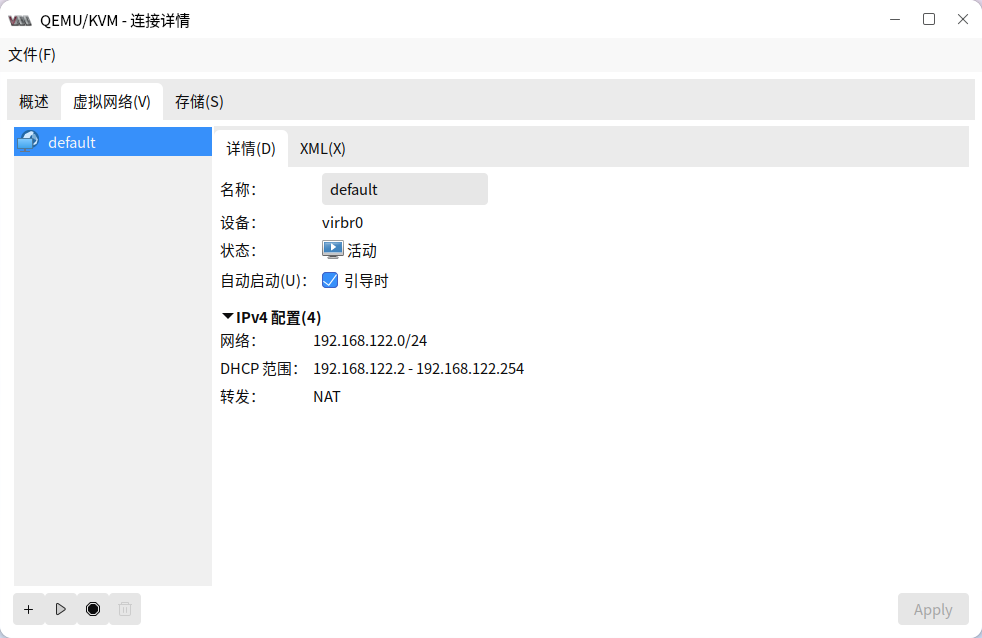 QEMU/KVM - 连接详情
文件(F)
概述 虚拟网络(V) 存储(S)
default
详情(D) XML(X)
名称： default
设备： virbr0
状态： 活动
自动启动(U)： 引导时
IPv4 配置(4)
网络： 192.168.122.0/24
DHCP 范围： 192.168.122.2 - 192.168.122.254
转发： NAT
Apply